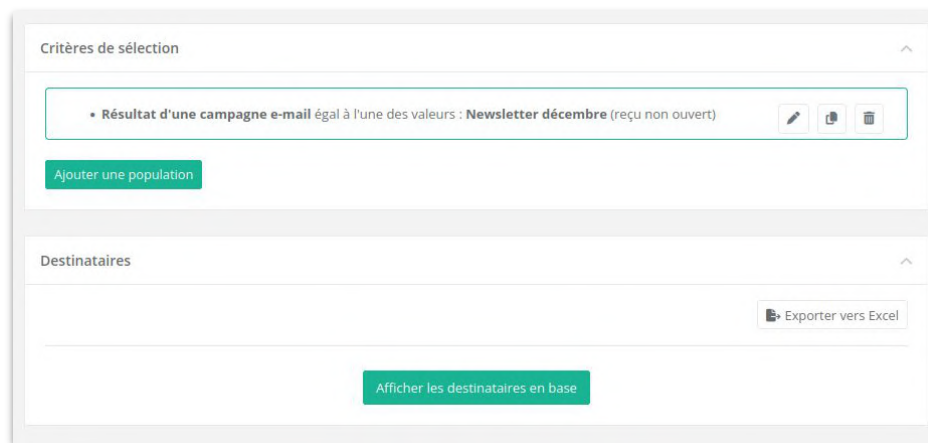 Critères de sélection
• Résultat d'une campagne e-mail égal à l'une des valeurs : Newsletter décembre (reçu non ouvert)
Ajouter une population
Destinataires
Exporter vers Excel
Afficher les destinataires en base